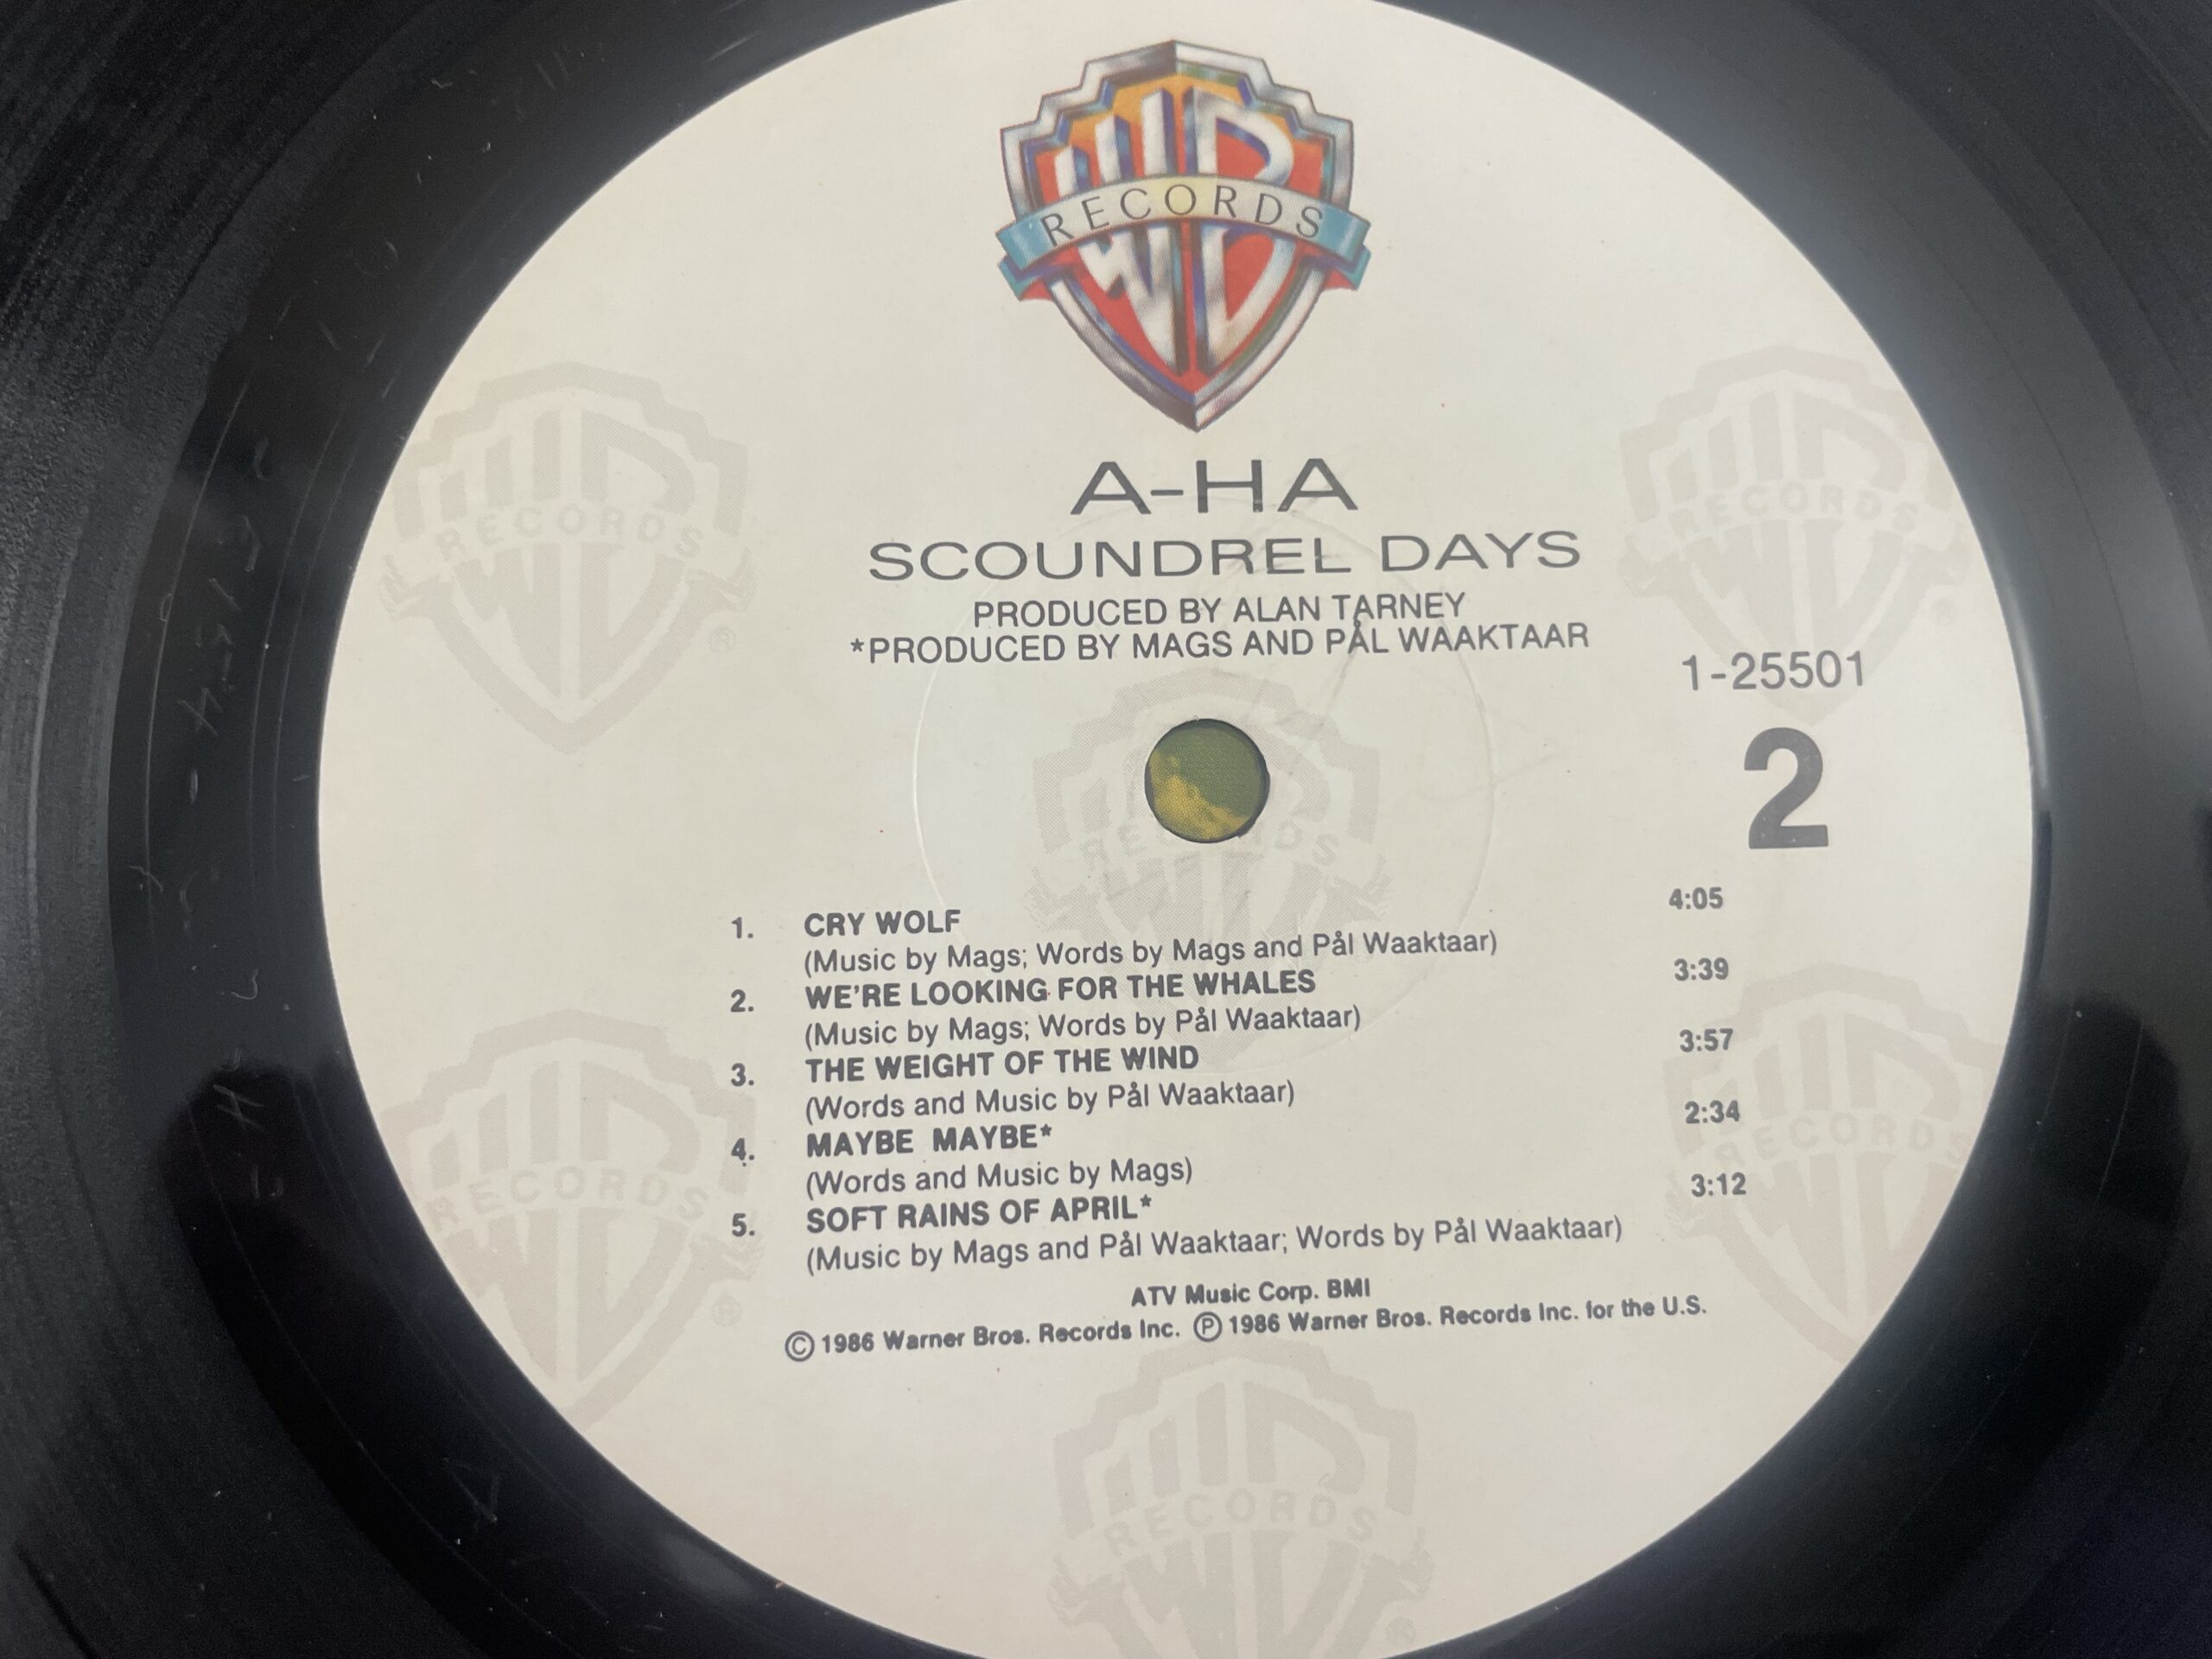 WB
RECORDS
A-HA
SCOUNDREL DAYS
PRODUCED BY ALAN TARNEY
*PRODUCED BY MAGS AND PÅL WAAKTAAR
1-25501
2
1. CRY WOLF 4:05
(Music by Mags; Words by Mags and Pål Waaktaar)
2. WE'RE LOOKING FOR THE WHALES 3:39
(Music by Mags; Words by Pål Waaktaar)
3. THE WEIGHT OF THE WIND 3:57
(Words and Music by Pål Waaktaar)
4. MAYBE MAYBE* 2:34
(Words and Music by Mags)
5. SOFT RAINS OF APRIL* 3:12
(Music by Mags and Pål Waaktaar; Words by Pål Waaktaar)
ATV Music Corp. BMI
© 1986 Warner Bros. Records Inc. ℗ 1986 Warner Bros. Records Inc. for the U.S.